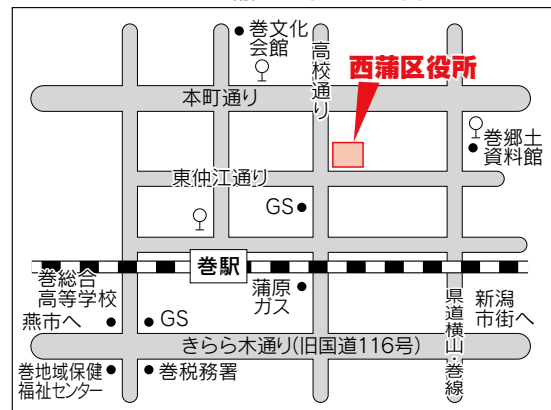 巻文化
会館
高校通り
西蒲区役所
本町通り
巻郷土
資料館
東仲江通り
GS
巻駅
巻総合
高等学校
蒲原
ガス
県道横山・巻線
新潟
市街へ
燕市へ
GS
きらら木通り(旧国道116号)
巻地域保健
福祉センター
巻税務署